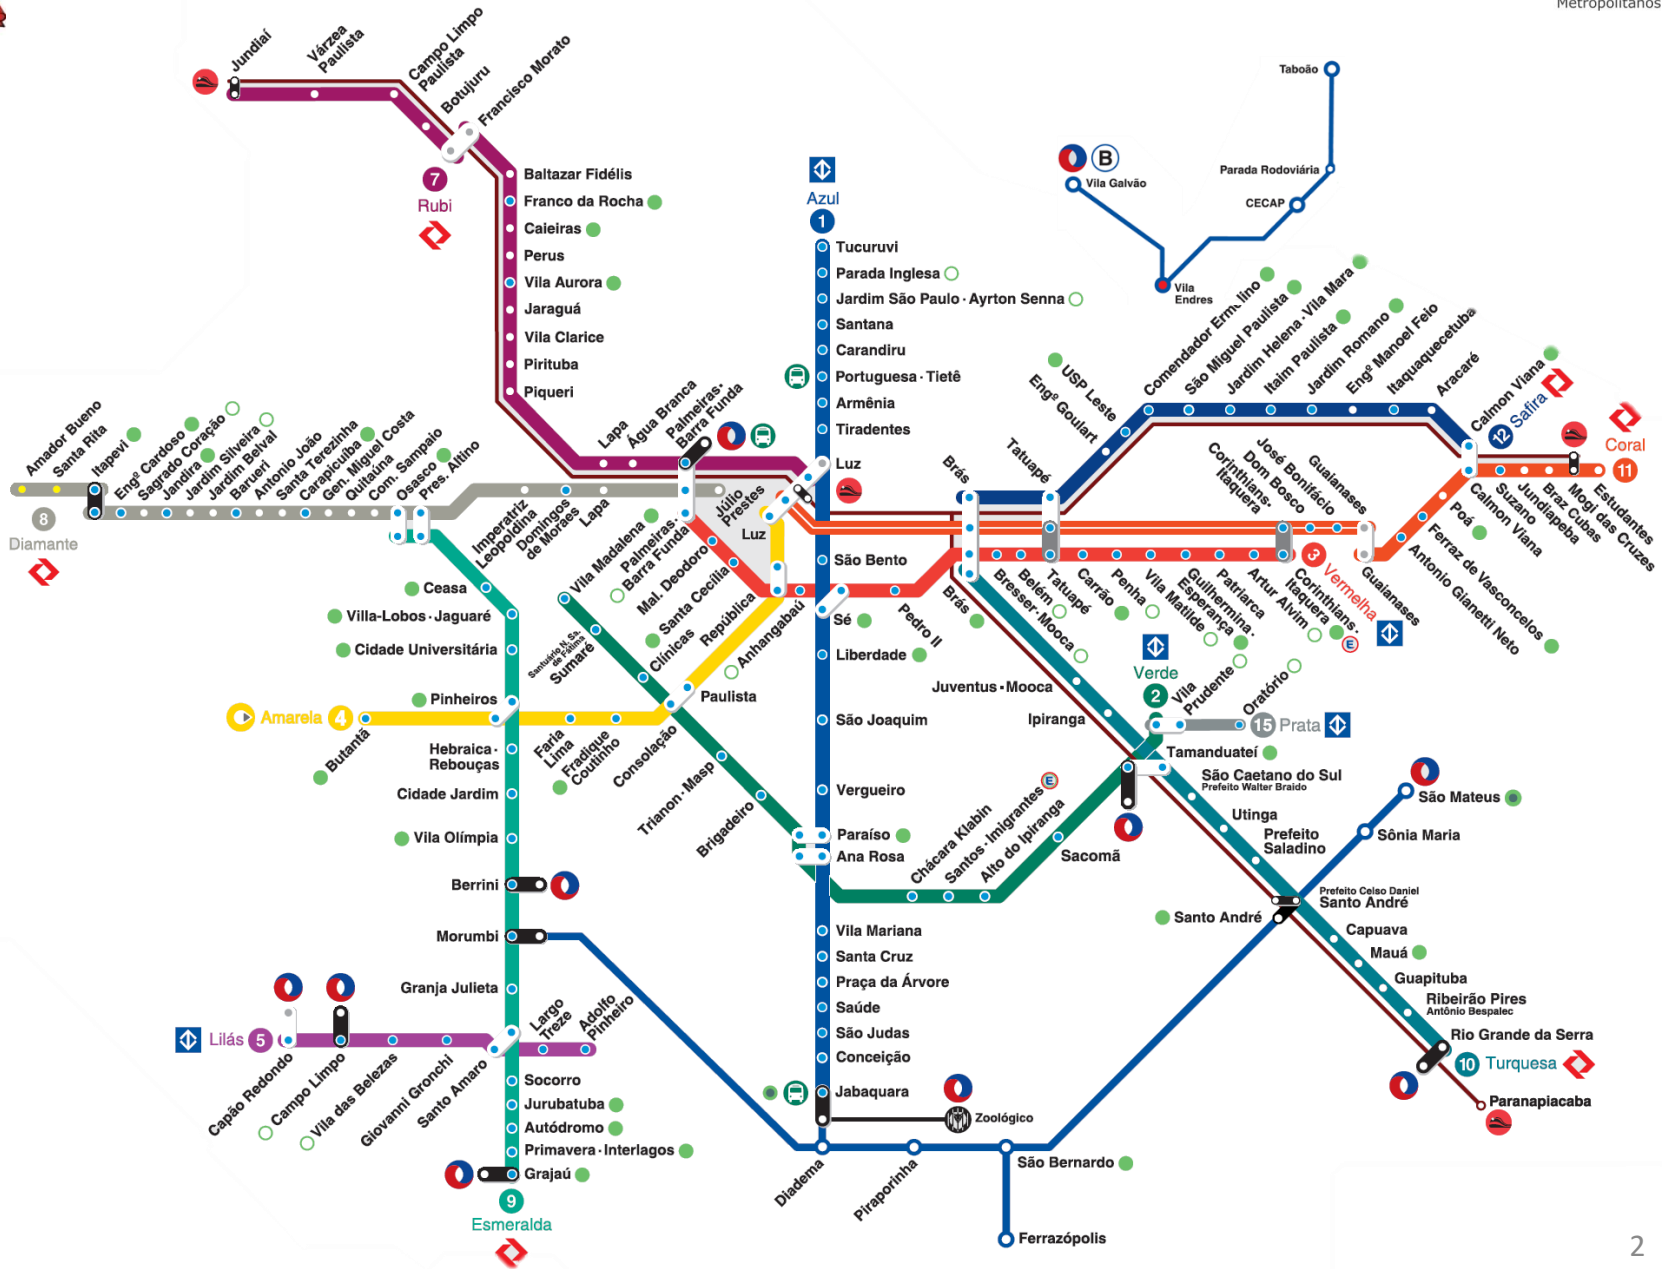 Metropolitanos
Jundiaí
Várzea
Paulista
Campo Limpo
Paulista
Botujuru
Francisco Morato
7
Rubi
Baltazar Fidélis
Franco da Rocha
Caieiras
Perus
Vila Aurora
Jaraguá
Vila Clarice
Pirituba
Piqueri
Lapa
Água Branca
Palmeiras·
Barra Funda
Azul
1
Tucuruvi
Parada Inglesa
Jardim São Paulo · Ayrton Senna
Santana
Carandiru
Portuguesa · Tietê
Armênia
Tiradentes
Luz
São Bento
Sé
Liberdade
São Joaquim
Vergueiro
Paraíso
Ana Rosa
Vila Mariana
Santa Cruz
Praça da Árvore
Saúde
São Judas
Conceição
Jabaquara
Zoológico
B
Taboão
Parada Rodoviária
CECAP
Vila Galvão
Vila
Endres
Brás
Tatuapé
Engº Goulart
USP Leste
Comendador Ermelino
São Miguel Paulista
Jardim Helena · Vila Mara
Itaim Paulista
Jardim Romano
Engº Manoel Feio
Itaquaquecetuba
Aracaré
Calmon Viana
12
Safira
Coral
11
Corinthians·
Itaquera
Dom Bosco
José Bonifácio
Guaianases
Estudantes
Mogi das Cruzes
Braz Cubas
Jundiapeba
Suzano
Calmon Viana
Poá
Ferraz de Vasconcelos
Antonio Gianetti Neto
Guaianases
Amador Bueno
Santa Rita
Itapevi
Engº Cardoso
Sagrado Coração
Jandira
Jardim Silveira
Jardim Belval
Barueri
Antonio João
Santa Terezinha
Carapicuíba
Gen. Miguel Costa
Quitaúna
Com. Sampaio
Osasco
Pres. Altino
8
Diamante
Imperatriz
Leopoldina
Domingos
de Moraes
Lapa
Júlio
Prestes
Luz
Palmeiras·
Barra Funda
Mal. Deodoro
Santa Cecília
República
Anhangabaú
Pedro II
Brás
Bresser · Mooca
Belém
Tatuapé
Carrão
Penha
Vila Matilde
Guilhermina ·
Esperança
Patriarca
Artur Alvim
Corinthians·
Itaquera
E
3
Vermelha
Ceasa
Villa-Lobos · Jaguaré
Cidade Universitária
Pinheiros
Hebraica ·
Rebouças
Cidade Jardim
Vila Olímpia
Berrini
Morumbi
Granja Julieta
Socorro
Jurubatuba
Autódromo
Primavera · Interlagos
Grajaú
9
Esmeralda
Amarela
4
Butantã
Faria
Lima
Fradique
Coutinho
Paulista
Vila Madalena
Santuário N. Sa.
de Fátima
Sumaré
Clínicas
Consolação
Trianon · Masp
Brigadeiro
Chácara Klabin
Santos · Imigrantes
E
Alto do Ipiranga
Sacomã
Verde
2
Vila
Prudente
Oratório
15
Prata
Tamanduateí
Juventus · Mooca
Ipiranga
São Caetano do Sul
Prefeito Walter Braido
Utinga
Prefeito
Saladino
Prefeito Celso Daniel
Santo André
Capuava
Mauá
Guapituba
Ribeirão Pires
Antônio Bespalec
Rio Grande da Serra
10
Turquesa
Paranapiacaba
São Mateus
Sônia Maria
Santo André
Lilás
5
Capão Redondo
Campo Limpo
Vila das Belezas
Giovanni Gronchi
Santo Amaro
Largo
Treze
Adolfo
Pinheiro
Diadema
Piraporinha
São Bernardo
Ferrazópolis
2